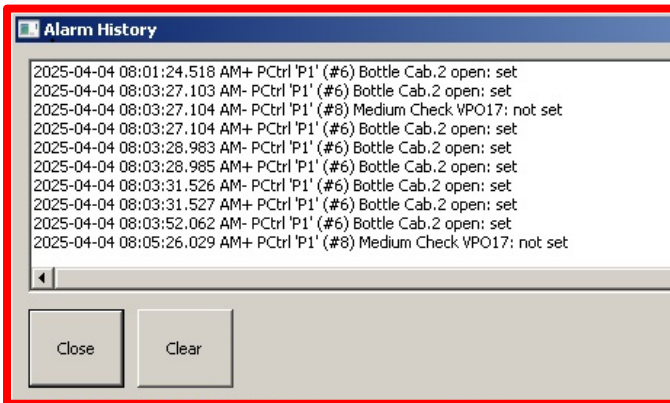 Alarm History
2025-04-04 08:01:24.518 AM+ PCtrl 'P1' (#6) Bottle Cab.2 open: set
2025-04-04 08:03:27.103 AM- PCtrl 'P1' (#6) Bottle Cab.2 open: set
2025-04-04 08:03:27.104 AM- PCtrl 'P1' (#8) Medium Check VPO17: not set
2025-04-04 08:03:27.104 AM+ PCtrl 'P1' (#6) Bottle Cab.2 open: set
2025-04-04 08:03:28.983 AM- PCtrl 'P1' (#6) Bottle Cab.2 open: set
2025-04-04 08:03:28.985 AM+ PCtrl 'P1' (#6) Bottle Cab.2 open: set
2025-04-04 08:03:31.526 AM- PCtrl 'P1' (#6) Bottle Cab.2 open: set
2025-04-04 08:03:31.527 AM+ PCtrl 'P1' (#6) Bottle Cab.2 open: set
2025-04-04 08:03:52.062 AM- PCtrl 'P1' (#6) Bottle Cab.2 open: set
2025-04-04 08:05:26.029 AM+ PCtrl 'P1' (#8) Medium Check VPO17: not set
Close
Clear